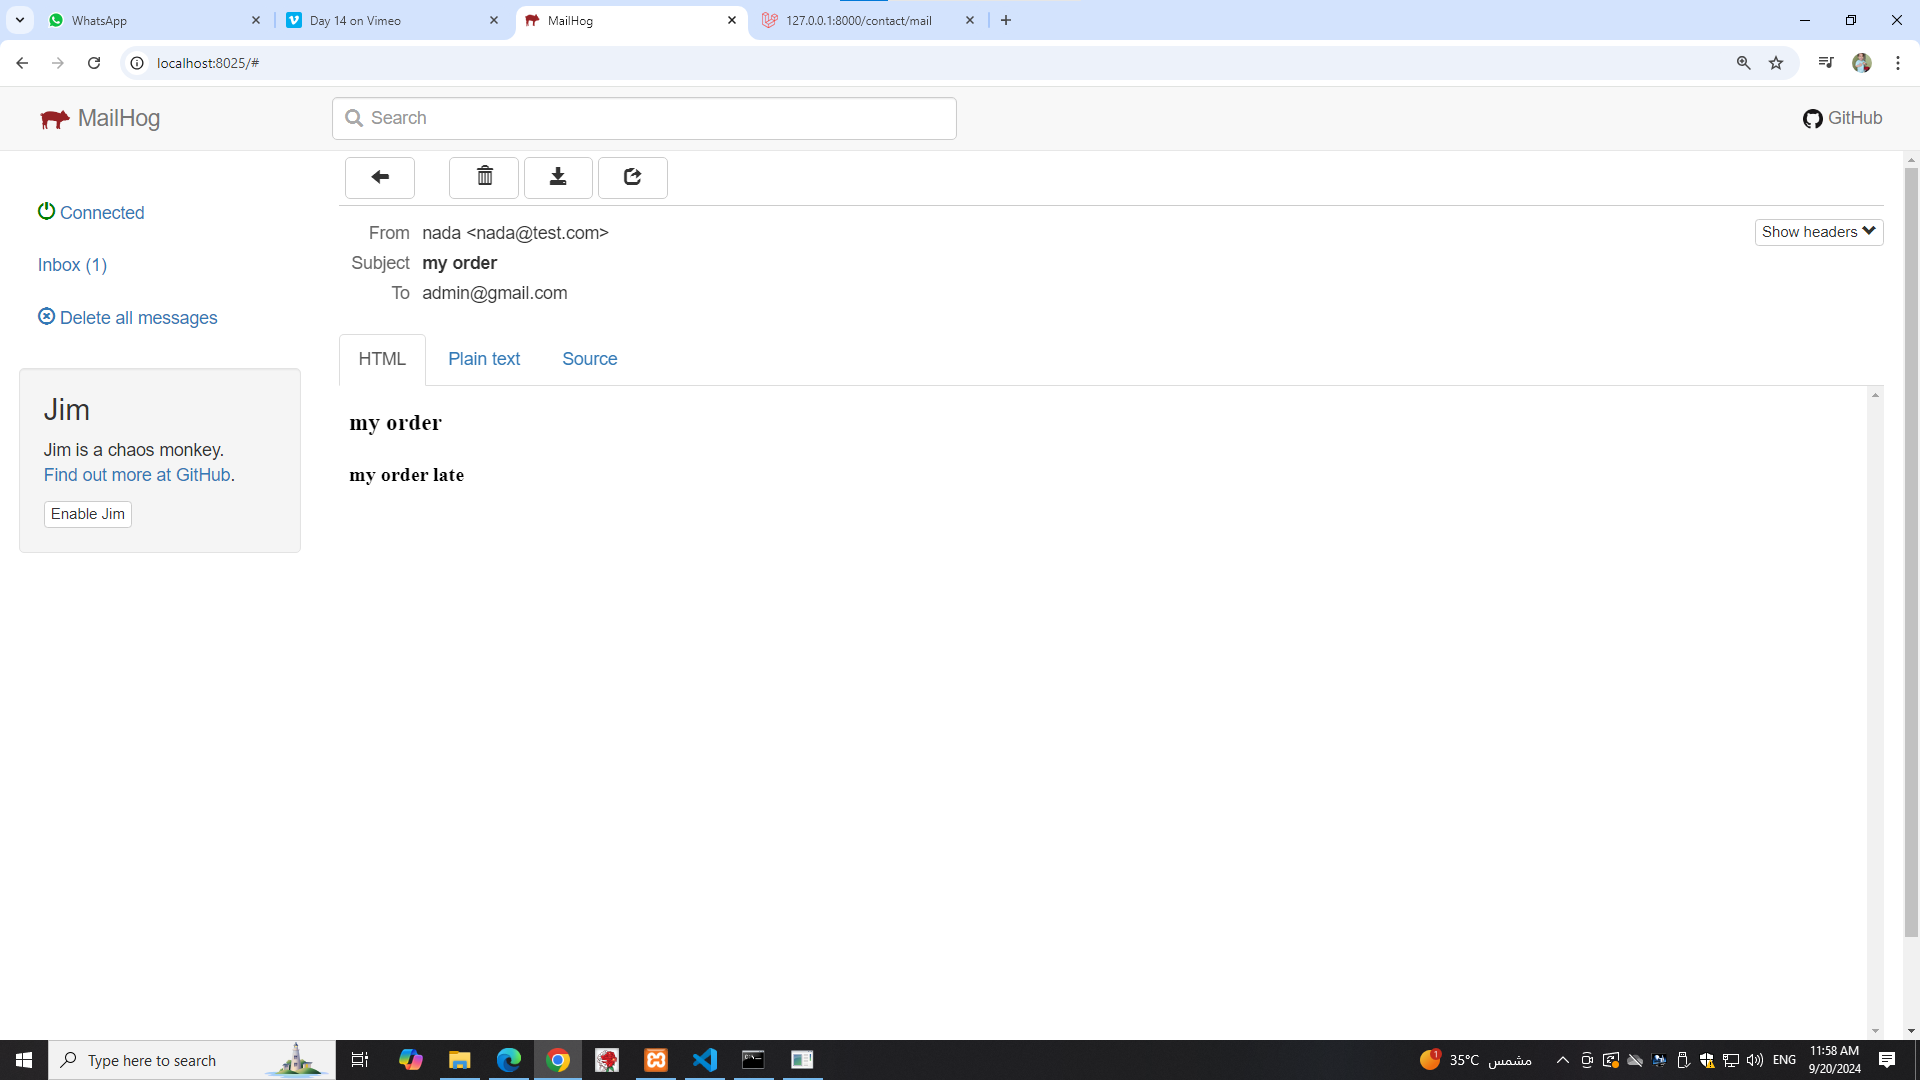 WhatsApp
Day 14 on Vimeo
MailHog
127.0.0.1:8000/contact/mail
localhost:8025/#
MailHog
Search
GitHub
Connected
Inbox (1)
Delete all messages
Jim
Jim is a chaos monkey.
Find out more at GitHub.
Enable Jim
From nada <nada@test.com>
Show headers
Subject my order
To admin@gmail.com
HTML Plain text Source
my order
my order late
Type here to search
1
35°C مشمس
ENG
11:58 AM
9/20/2024